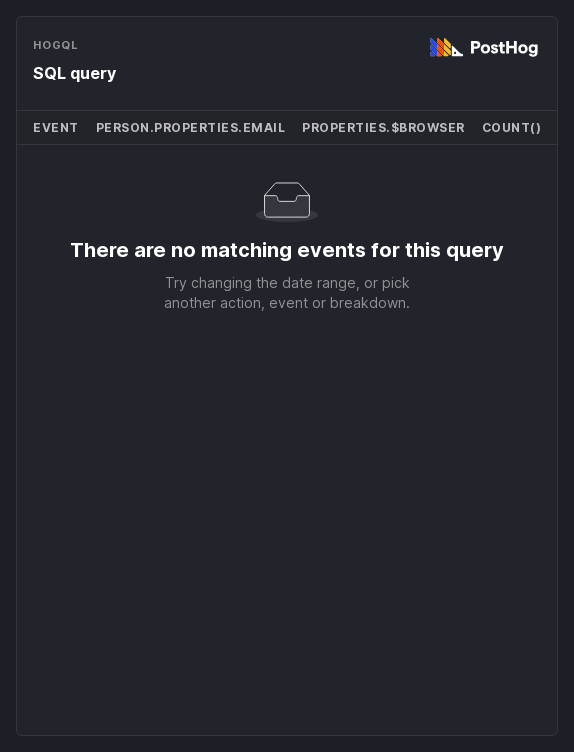 HOGQL
PostHog
SQL query
EVENT PERSON.PROPERTIES.EMAIL PROPERTIES.$BROWSER COUNT()
There are no matching events for this query
Try changing the date range, or pick
another action, event or breakdown.